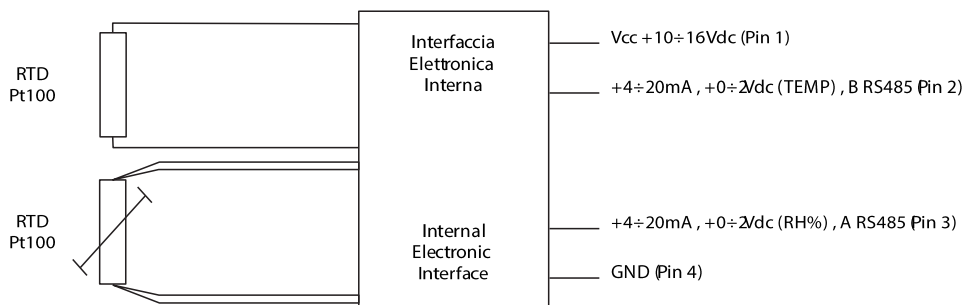 RTD
Pt100
Interfaccia
Elettronica
Interna
Vcc +10÷16Vdc (Pin 1)
+4÷20mA , +0÷2Vdc (TEMP) , B RS485 (Pin 2)
RTD
Pt100
Internal
Electronic
Interface
+4÷20mA , +0÷2Vdc (RH%) , A RS485 (Pin 3)
GND (Pin 4)